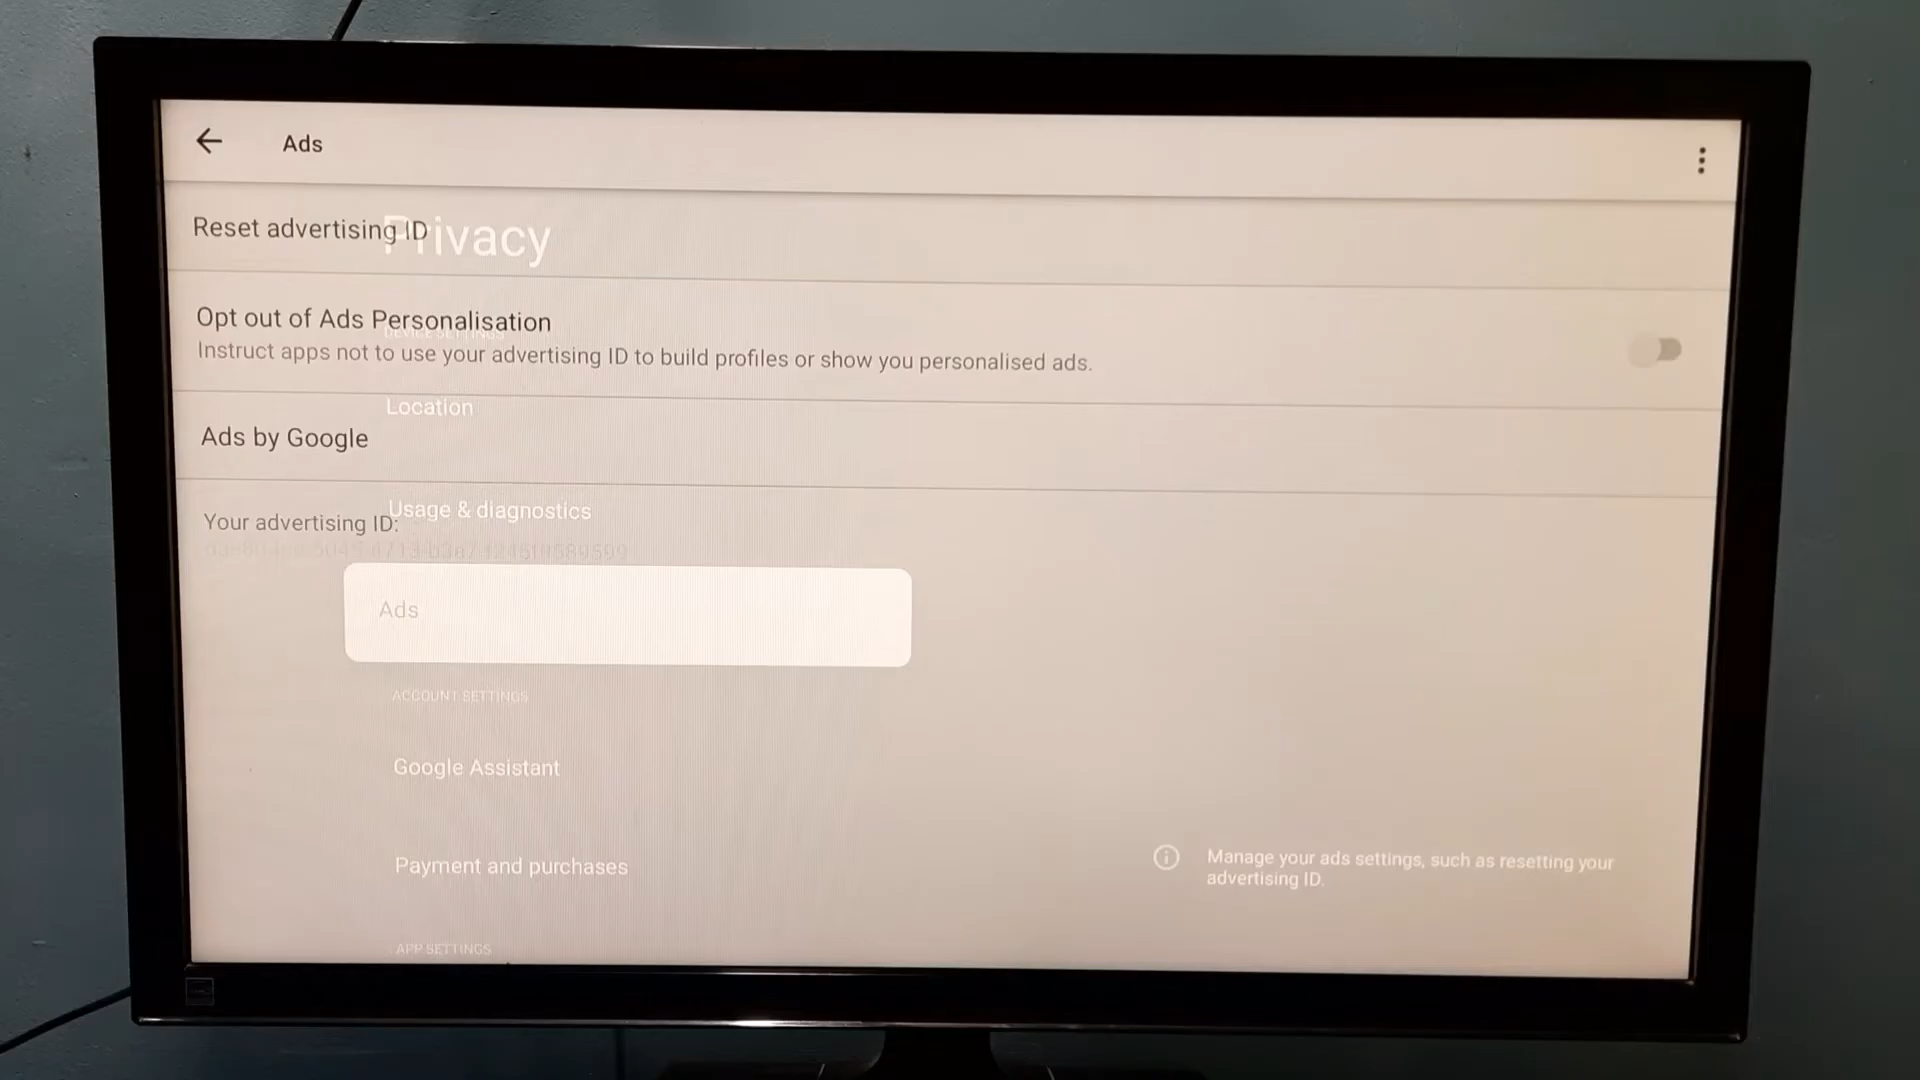 Ads
Reset advertising ID
Privacy
Opt out of Ads Personalisation
DEVICE SETTINGS
Instruct apps not to use your advertising ID to build profiles or show you personalised ads.
Location
Ads by Google
Usage & diagnostics
Your advertising ID:
Ads
ACCOUNT SETTINGS
Google Assistant
Payment and purchases
Manage your ads settings, such as resetting your
advertising ID.
APP SETTINGS